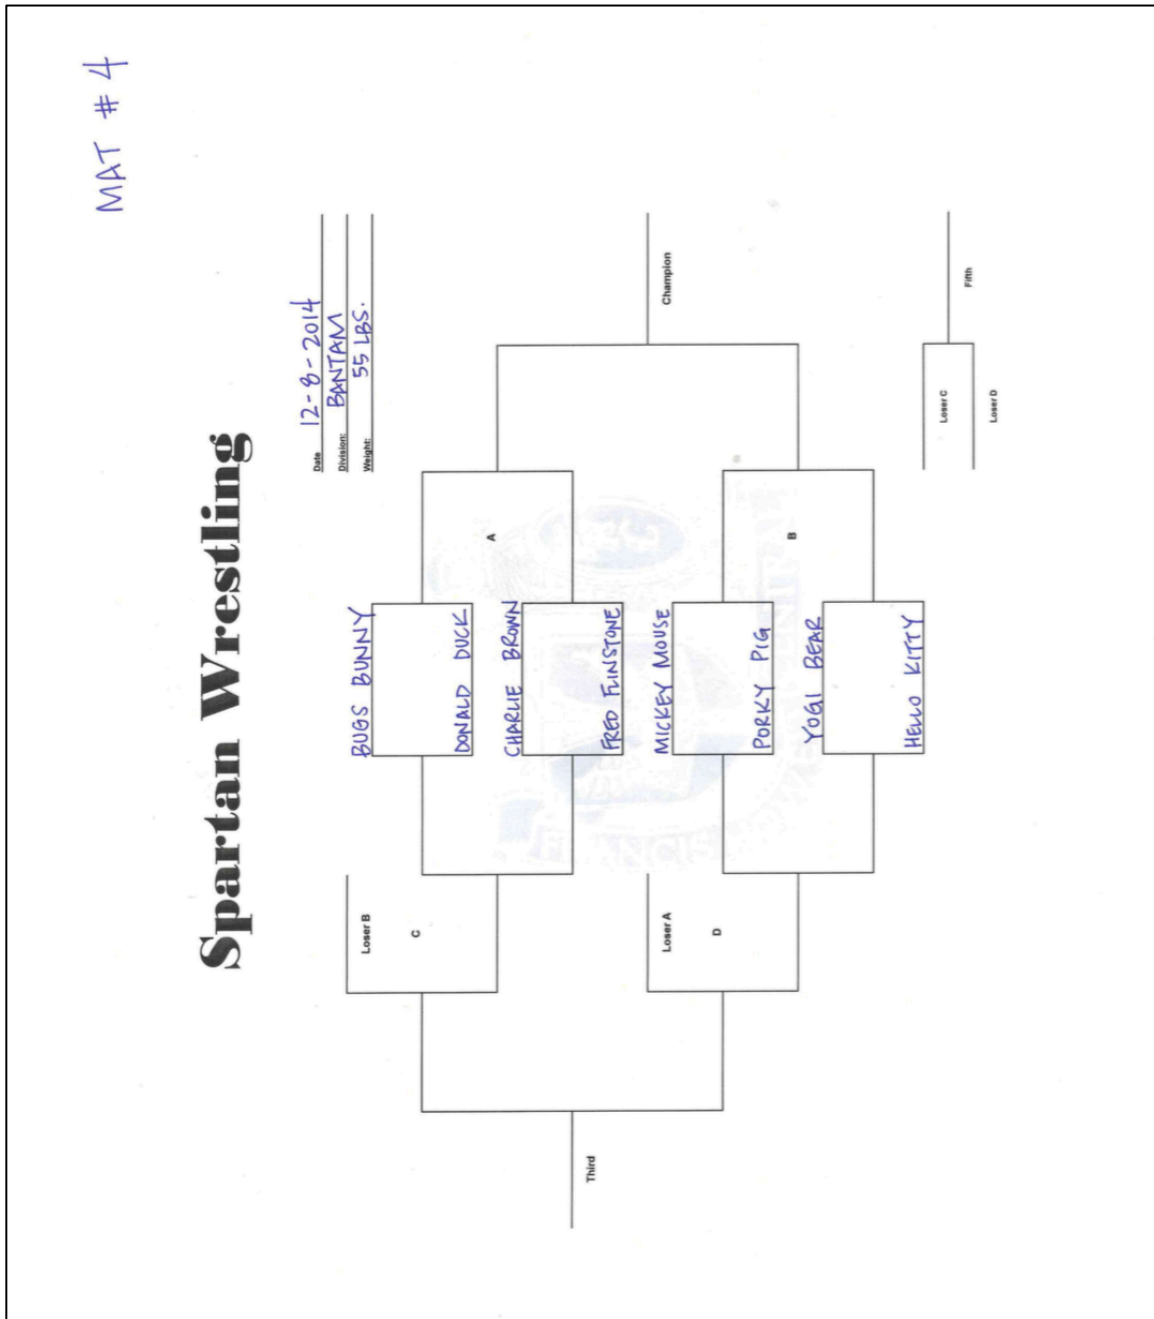 MAT # 4
Spartan Wrestling
Date 12-8-2014
Division: BANTAM
Weight: 55 LBS.
BUGS BUNNY
DONALD DUCK
CHARLIE BROWN
FRED FLINSTONE
MICKEY MOUSE
PORKY PIG
YOGI BEAR
HELLO KITTY
A
B
Champion
Loser B
C
Loser A
D
Third
Loser C
Loser D
Fifth